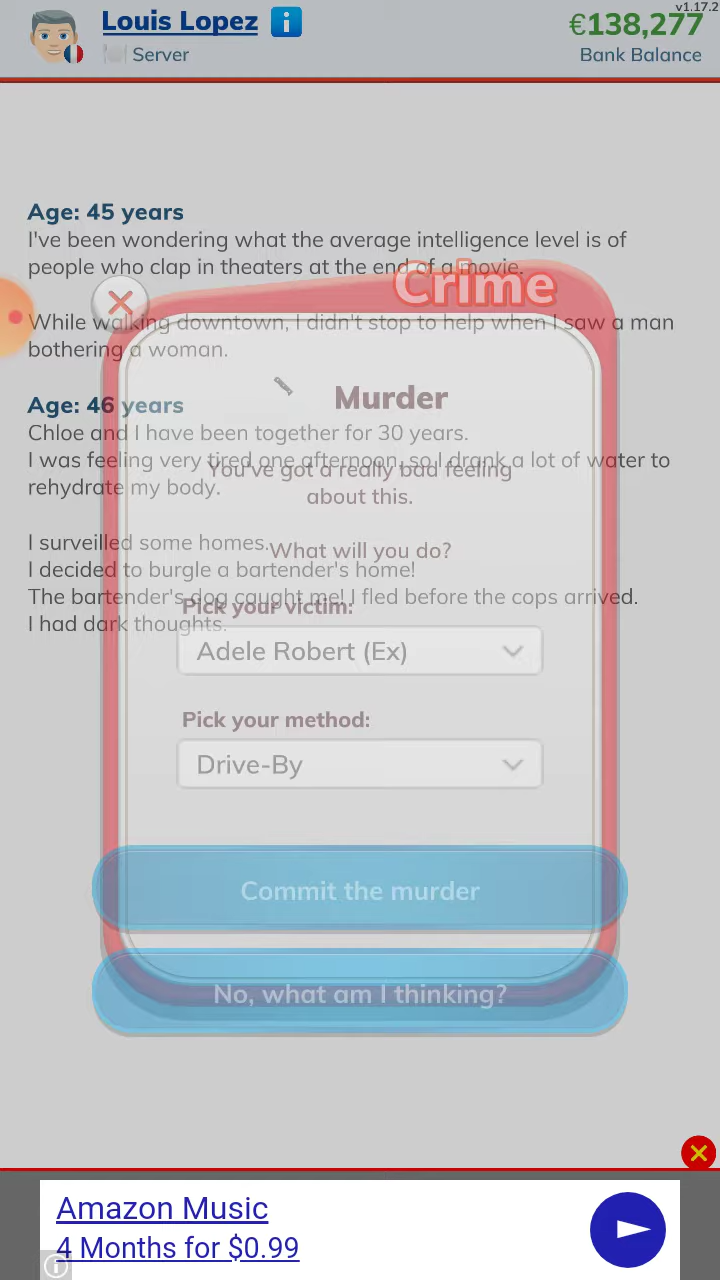 v1.17.2
Louis Lopez
€138,277
Server
Bank Balance
Age: 45 years
I've been wondering what the average intelligence level is of
people who clap in theaters at the end of a movie.
Crime
While walking downtown, I didn't stop to help when I saw a man
bothering a woman.
Murder
Age: 46 years
Chloe and I have been together for 30 years.
I was feeling very tired one afternoon, so I drank a lot of water to
rehydrate my body.
You've got a really bad feeling
about this.
I surveilled some homes.
What will you do?
I decided to burgle a bartender's home!
The bartender's dog caught me! I fled before the cops arrived.
Pick your victim:
I had dark thoughts.
Adele Robert (Ex)
Pick your method:
Drive-By
Commit the murder
No, what am I thinking?
Amazon Music
4 Months for $0.99